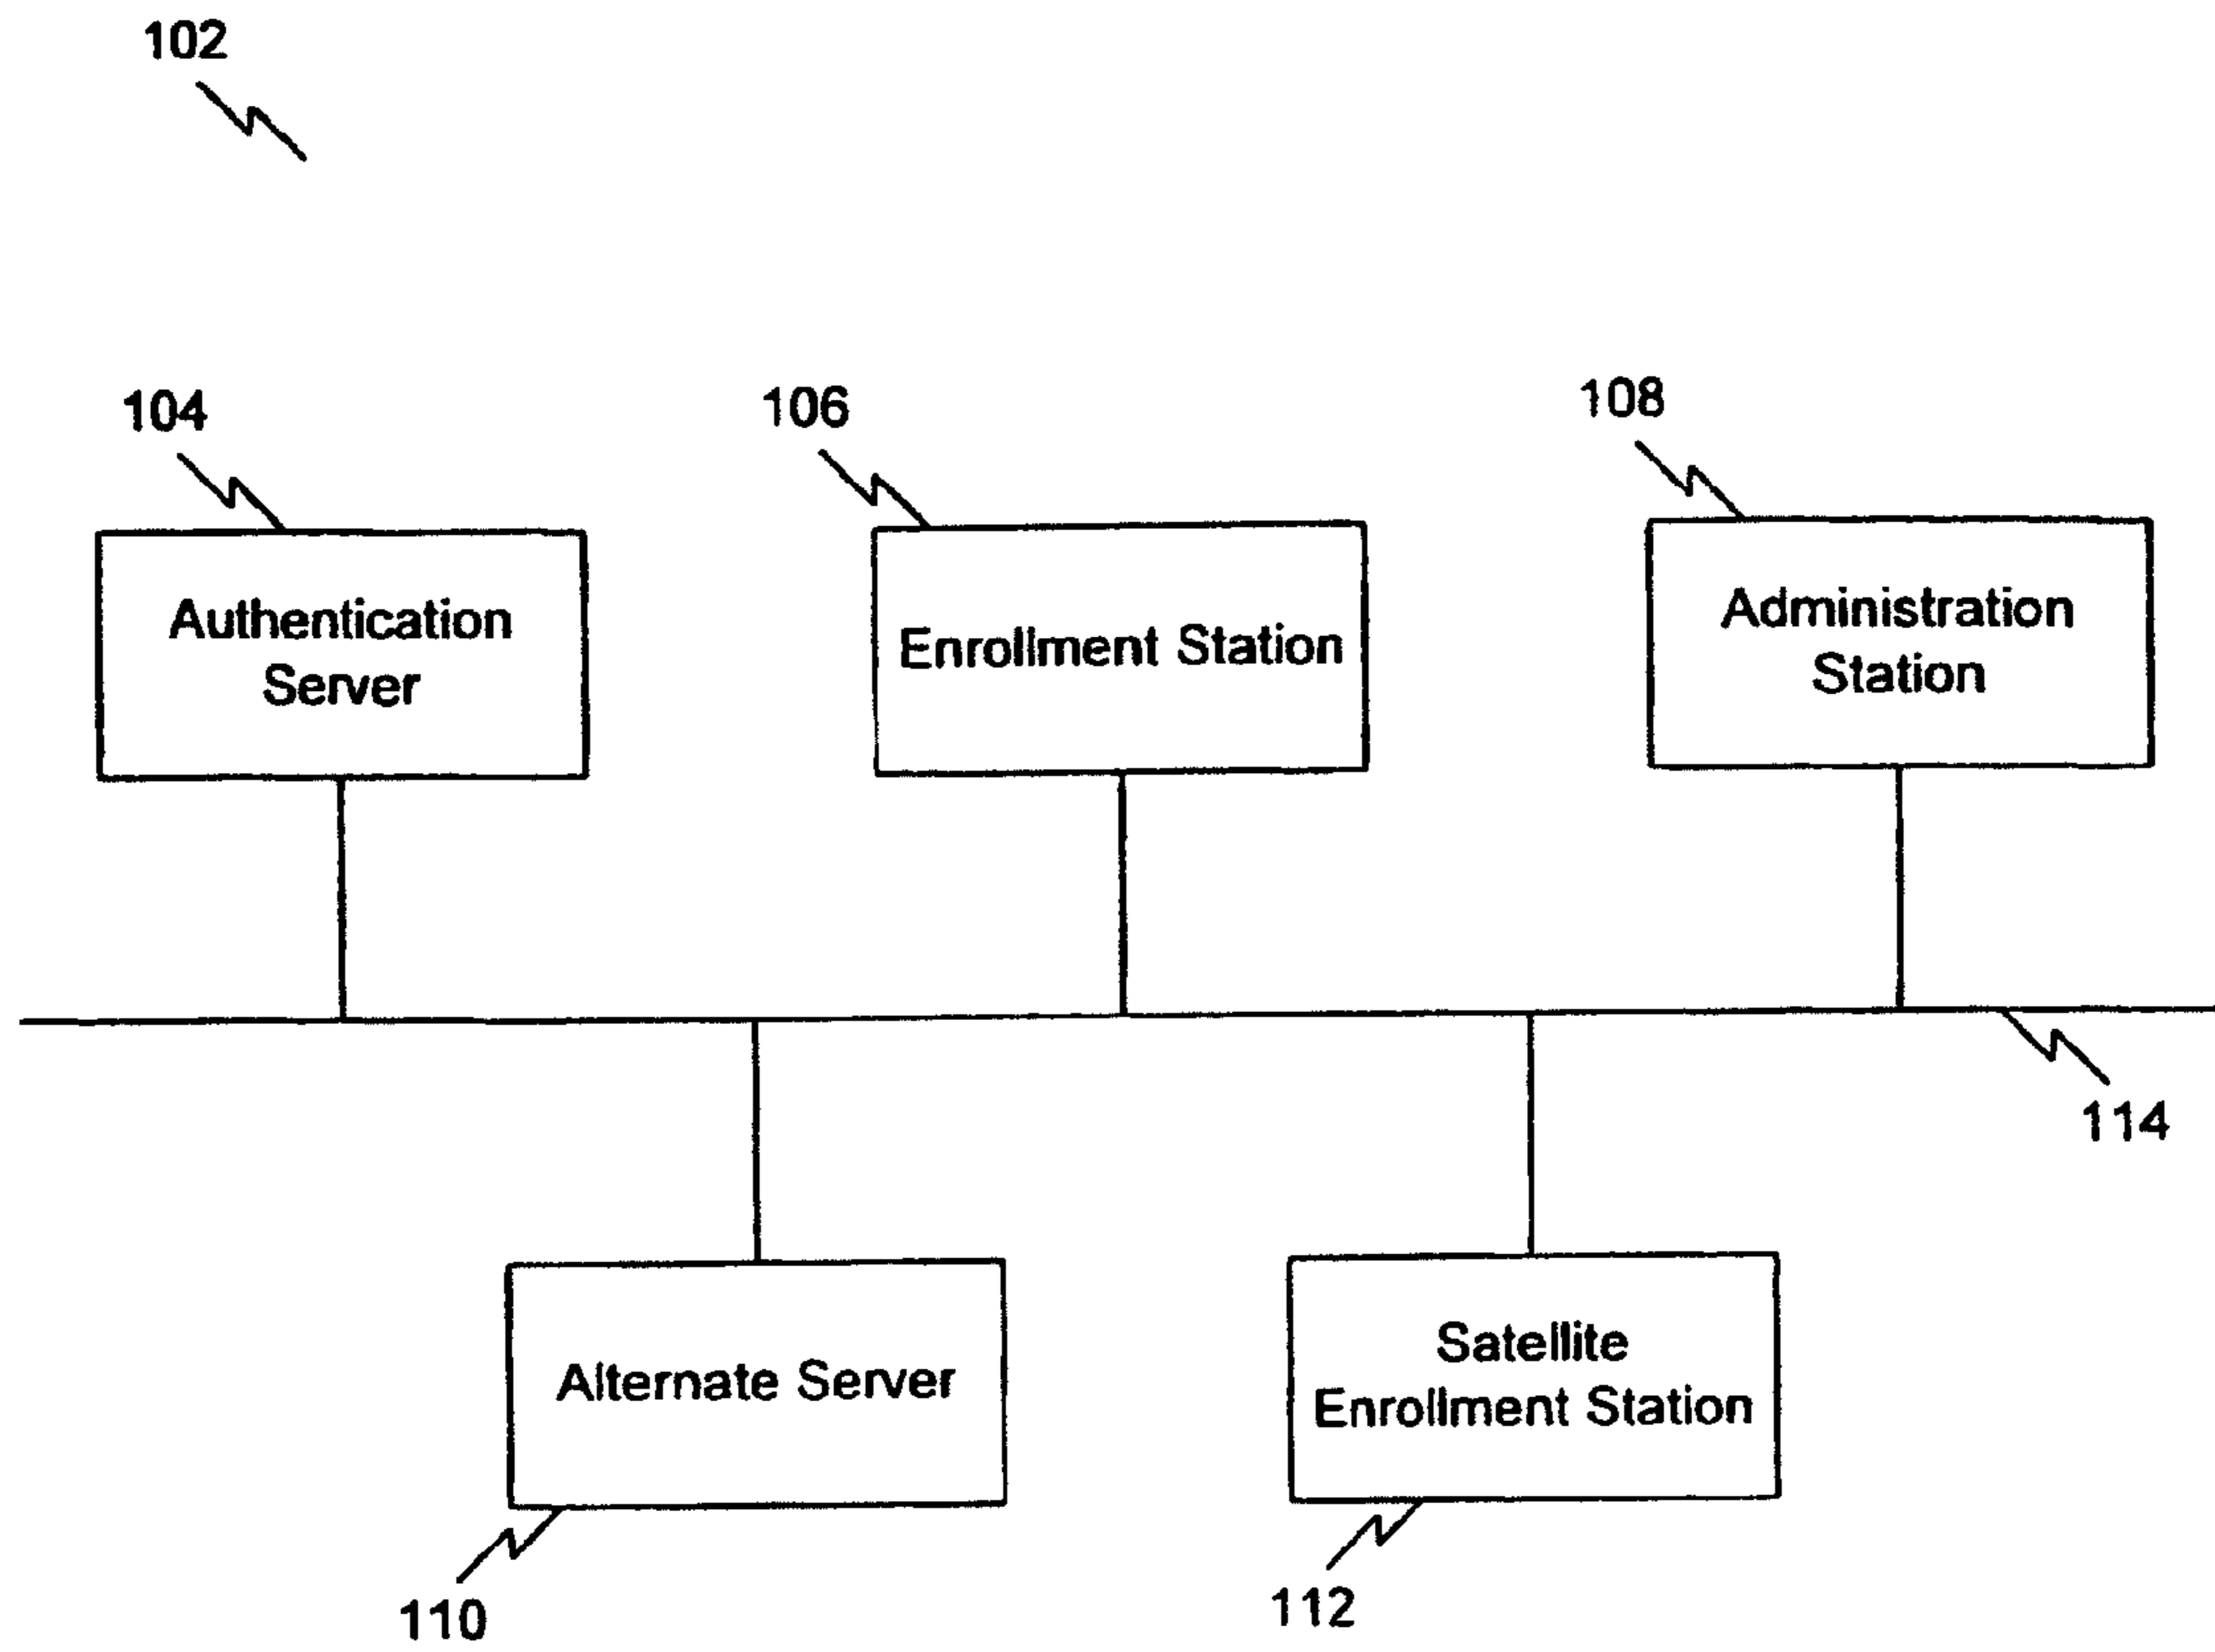 102
104
106
108
Authentication
Server
Enrollment Station
Administration
Station
114
Alternate Server
Satellite
Enrollment Station
110
112